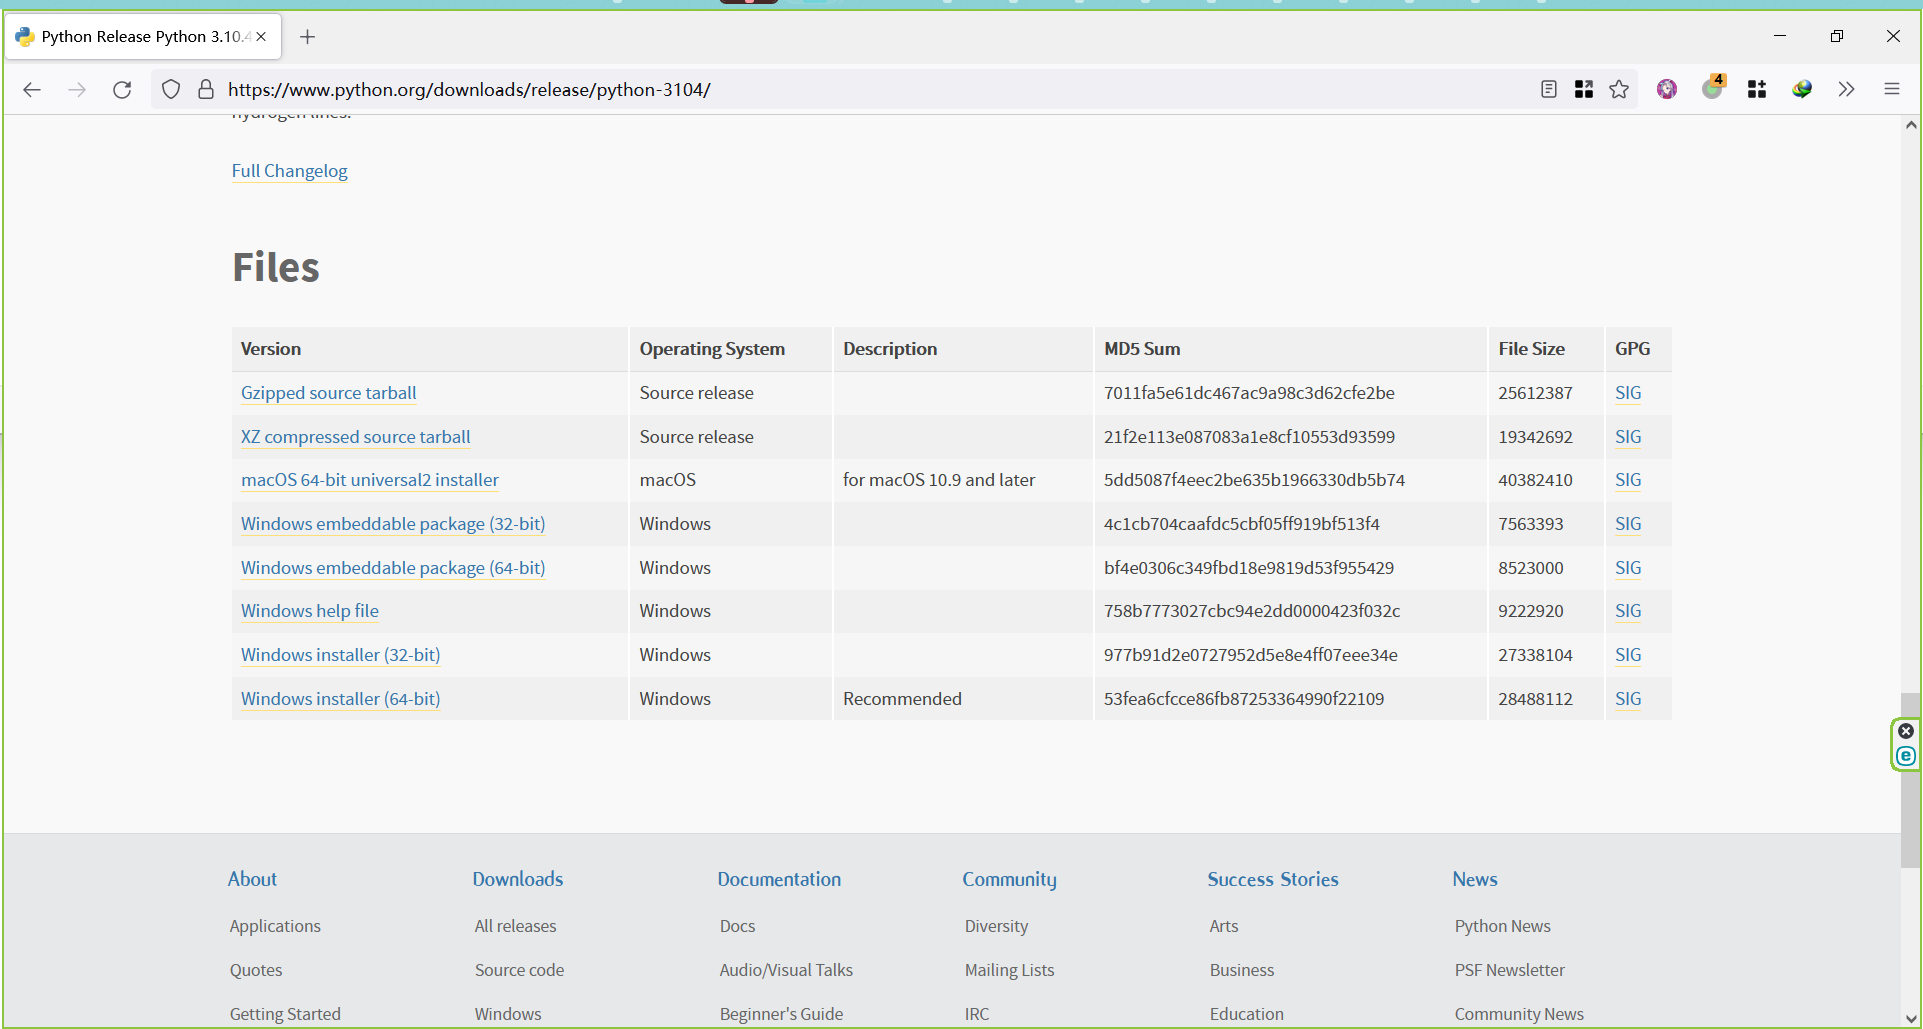 Python Release Python 3.10.4
https://www.python.org/downloads/release/python-3104/
4
hydrogen lines.
Full Changelog
Files
Version Operating System Description MD5 Sum File Size GPG
Gzipped source tarball Source release 7011fa5e61dc467ac9a98c3d62cfe2be 25612387 SIG
XZ compressed source tarball Source release 21f2e113e087083a1e8cf10553d93599 19342692 SIG
macOS 64-bit universal2 installer macOS for macOS 10.9 and later 5dd5087f4eec2be635b1966330db5b74 40382410 SIG
Windows embeddable package (32-bit) Windows 4c1cb704caafdc5cbf05ff919bf513f4 7563393 SIG
Windows embeddable package (64-bit) Windows bf4e0306c349fbd18e9819d53f955429 8523000 SIG
Windows help file Windows 758b7773027cbc94e2dd0000423f032c 9222920 SIG
Windows installer (32-bit) Windows 977b91d2e0727952d5e8e4ff07eee34e 27338104 SIG
Windows installer (64-bit) Windows Recommended 53fea6cfcce86fb87253364990f22109 28488112 SIG
About Downloads Documentation Community Success Stories News
Applications All releases Docs Diversity Arts Python News
Quotes Source code Audio/Visual Talks Mailing Lists Business PSF Newsletter
Getting Started Windows Beginner's Guide IRC Education Community News